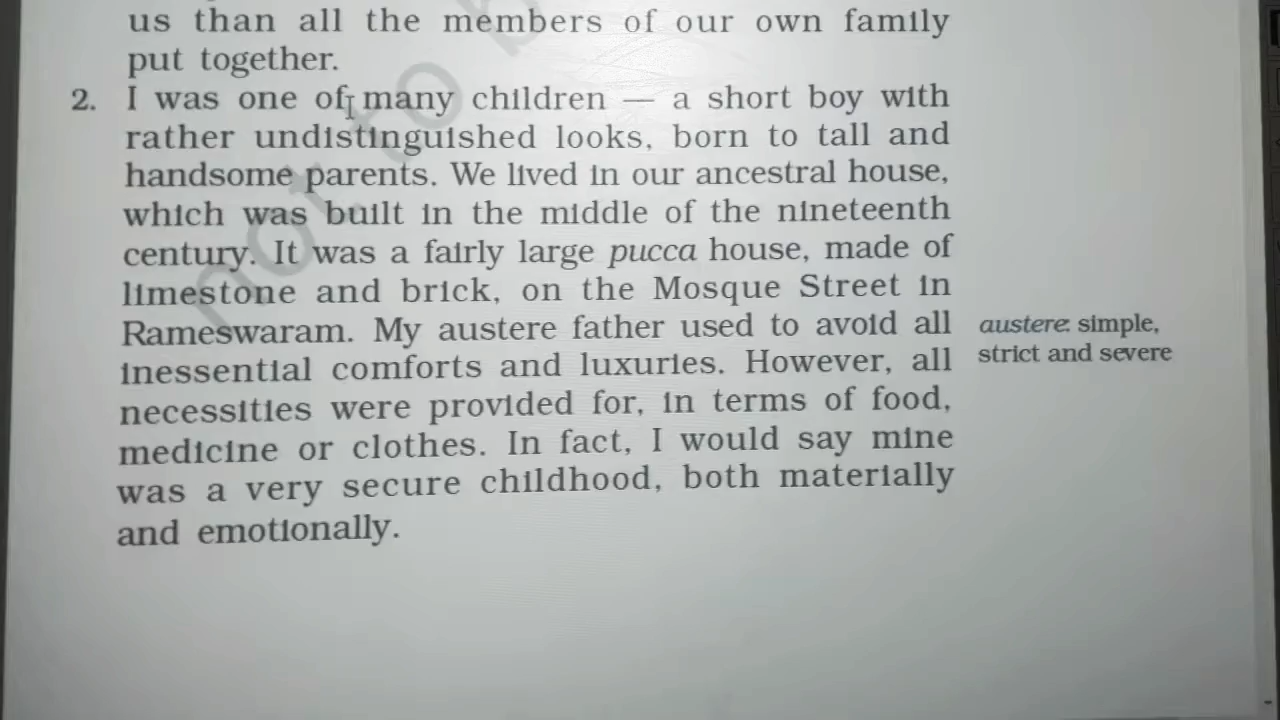 us than all the members of our own family
put together.
2. I was one of many children — a short boy with
rather undistinguished looks, born to tall and
handsome parents. We lived in our ancestral house,
which was built in the middle of the nineteenth
century. It was a fairly large pucca house, made of
limestone and brick, on the Mosque Street in
Rameswaram. My austere father used to avoid all
inessential comforts and luxuries. However, all
necessities were provided for, in terms of food,
medicine or clothes. In fact, I would say mine
was a very secure childhood, both materially
and emotionally.
austere: simple,
strict and severe
not to b